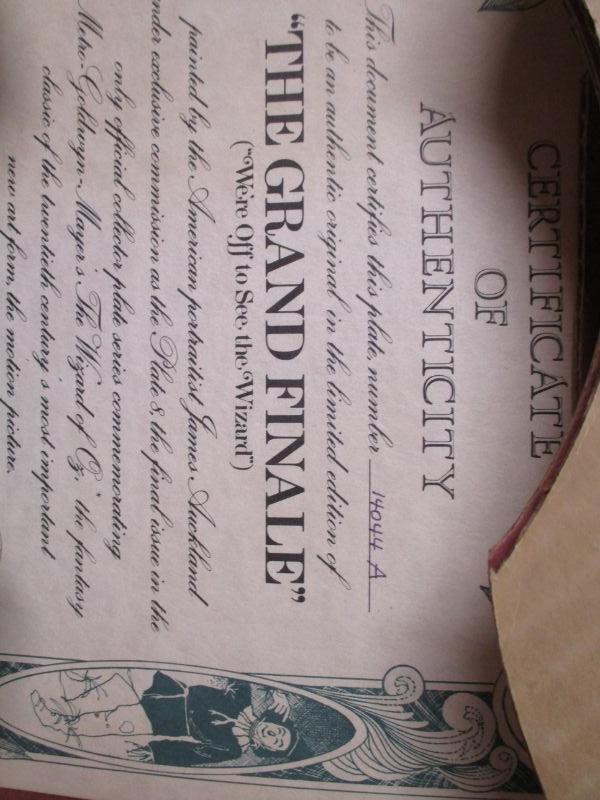 CERTIFICATE
OF
AUTHENTICITY
This document certifies this plate, number 14044 A
to be an authentic original in the limited edition of
“THE GRAND FINALE”
(“We're Off to See the Wizard”)
painted by the American portraitist James Auckland
under exclusive commission as the Plate 8, the final issue in the
only official collector plate series commemorating
Metro-Goldwyn-Mayer's “The Wizard of Oz,” the fantasy
classic of the twentieth century's most important
new art form, the motion picture.